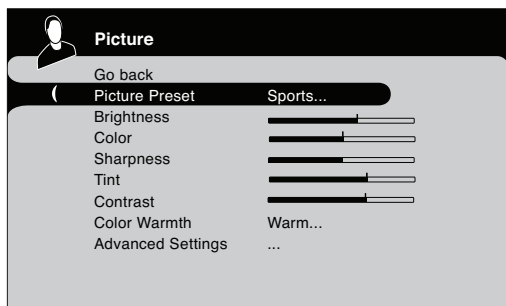 Picture
Go back
Picture Preset Sports...
Brightness
Color
Sharpness
Tint
Contrast
Color Warmth Warm...
Advanced Settings ...